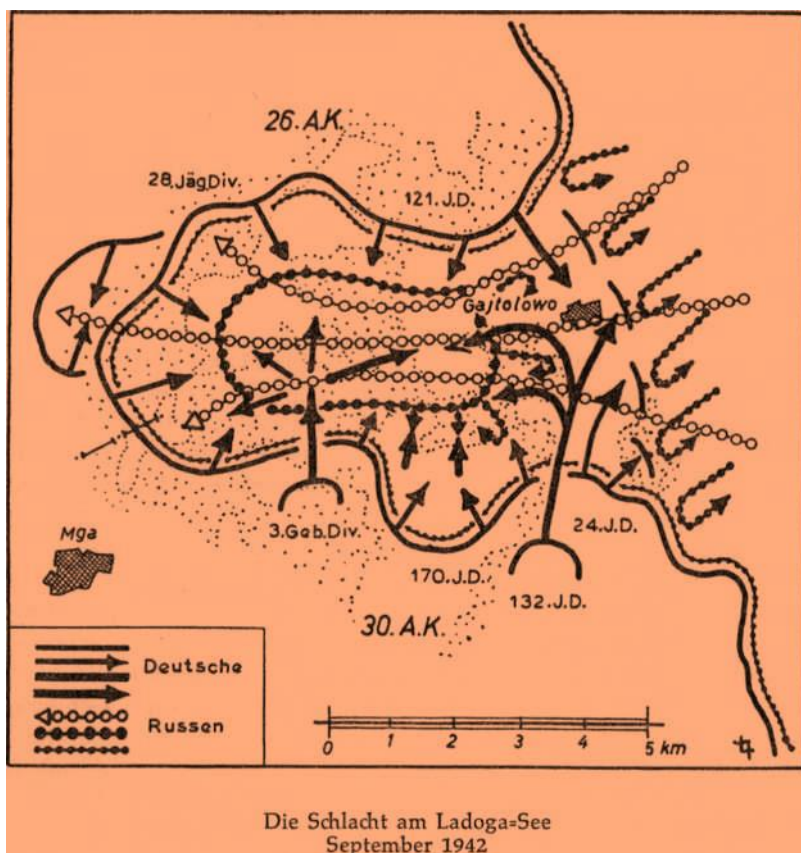 26. A.K.
28. Jäg. Div.
121. J.D.
Gajtolowo
3. Geb. Div.
24. J.D.
Mga
170. J.D.
132. J.D.
30. A.K.
Deutsche
Russen
0 1 2 3 4 5 km
Die Schlacht am Ladoga=See
September 1942